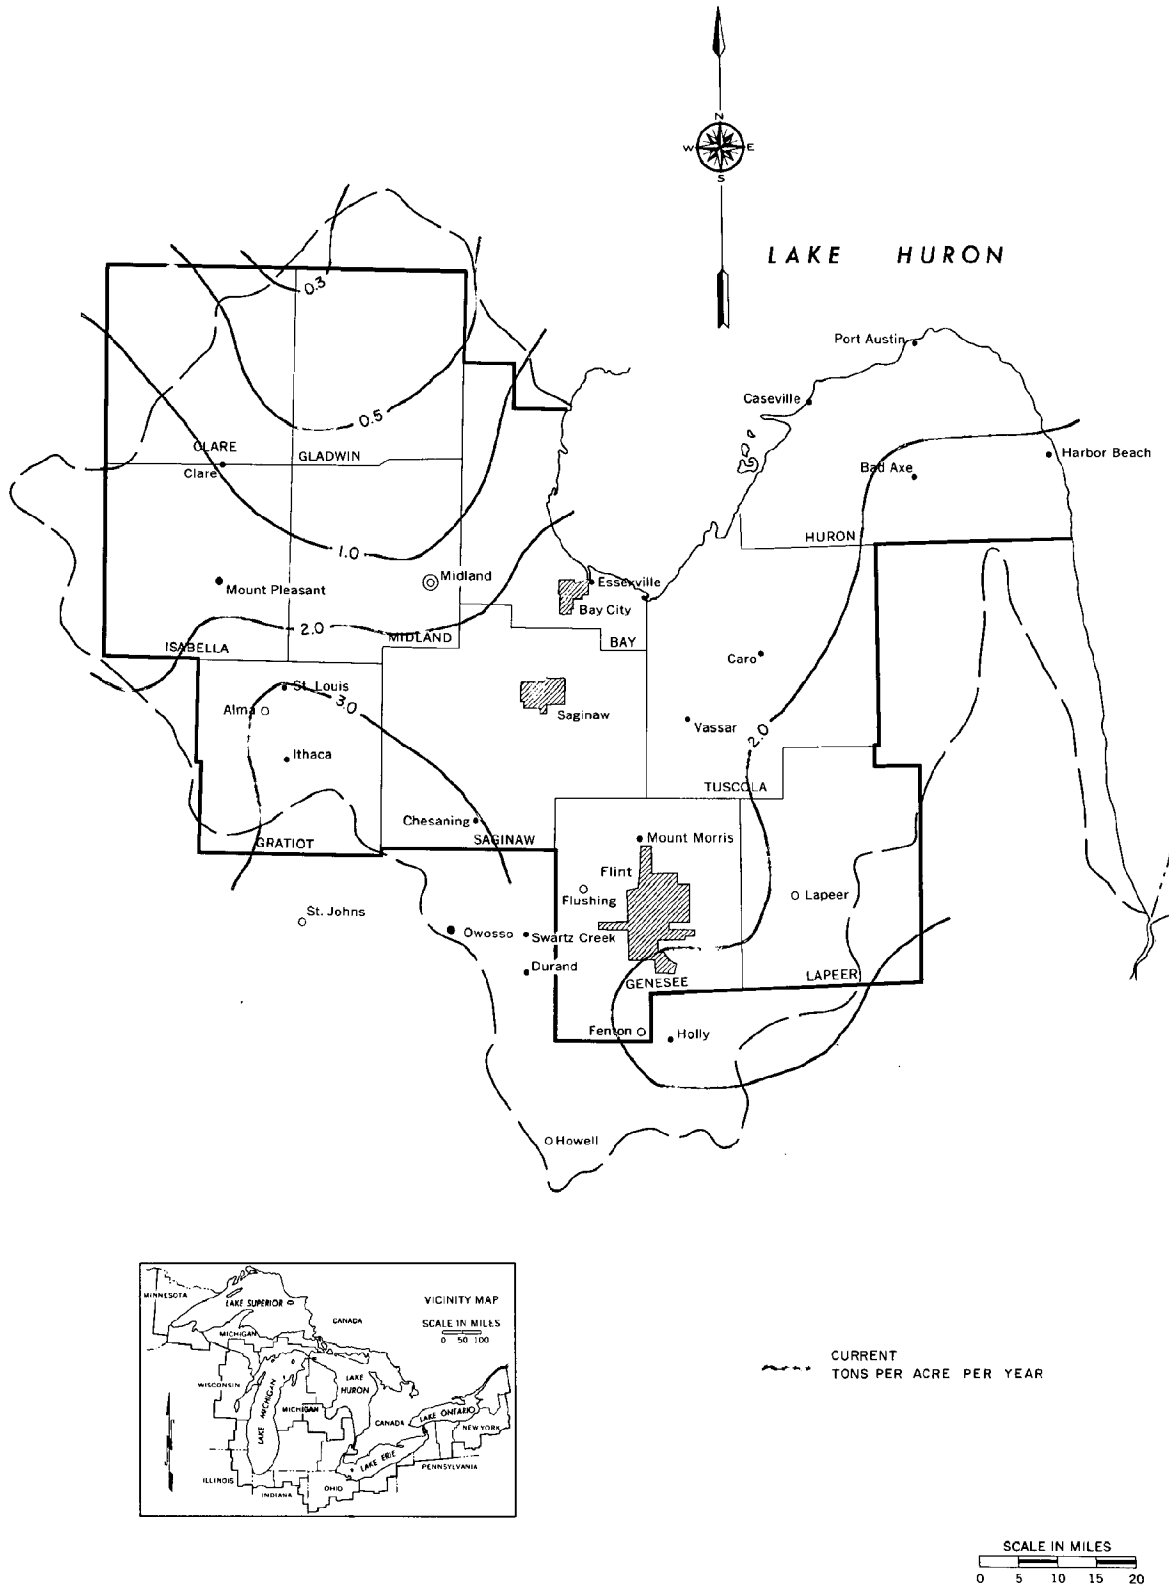 N
W E
S
LAKE HURON
0.3
Port Austin
Caseville
0.5
CLARE
GLADWIN
Clare
Harbor Beach
Bad Axe
HURON
1.0
Midland
Mount Pleasant
Essexville
Bay City
2.0
MIDLAND
BAY
ISABELLA
Caro
St. Louis
3.0
Alma
Saginaw
Vassar
2.0
Ithaca
TUSCOLA
Chesaning
SAGINAW
GRATIOT
Mount Morris
Flint
Flushing
Lapeer
St. Johns
Owosso
Swartz Creek
Durand
GENESEE
LAPEER
Fenton
Holly
Howell
MINNESOTA
LAKE SUPERIOR
VICINITY MAP
CANADA
SCALE IN MILES
0 50 100
MICHIGAN
WISCONSIN
LAKE MICHIGAN
LAKE
HURON
MICHIGAN
CANADA
LAKE ONTARIO
NEW YORK
LAKE ERIE
PENNSYLVANIA
ILLINOIS
INDIANA
OHIO
CURRENT
TONS PER ACRE PER YEAR
SCALE IN MILES
0 5 10 15 20